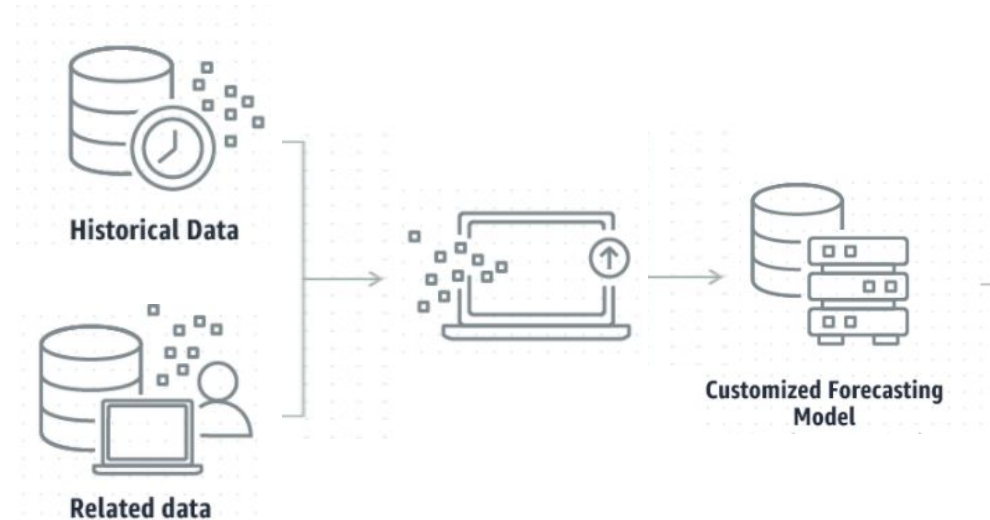 Historical Data
Related data
Customized Forecasting
Model